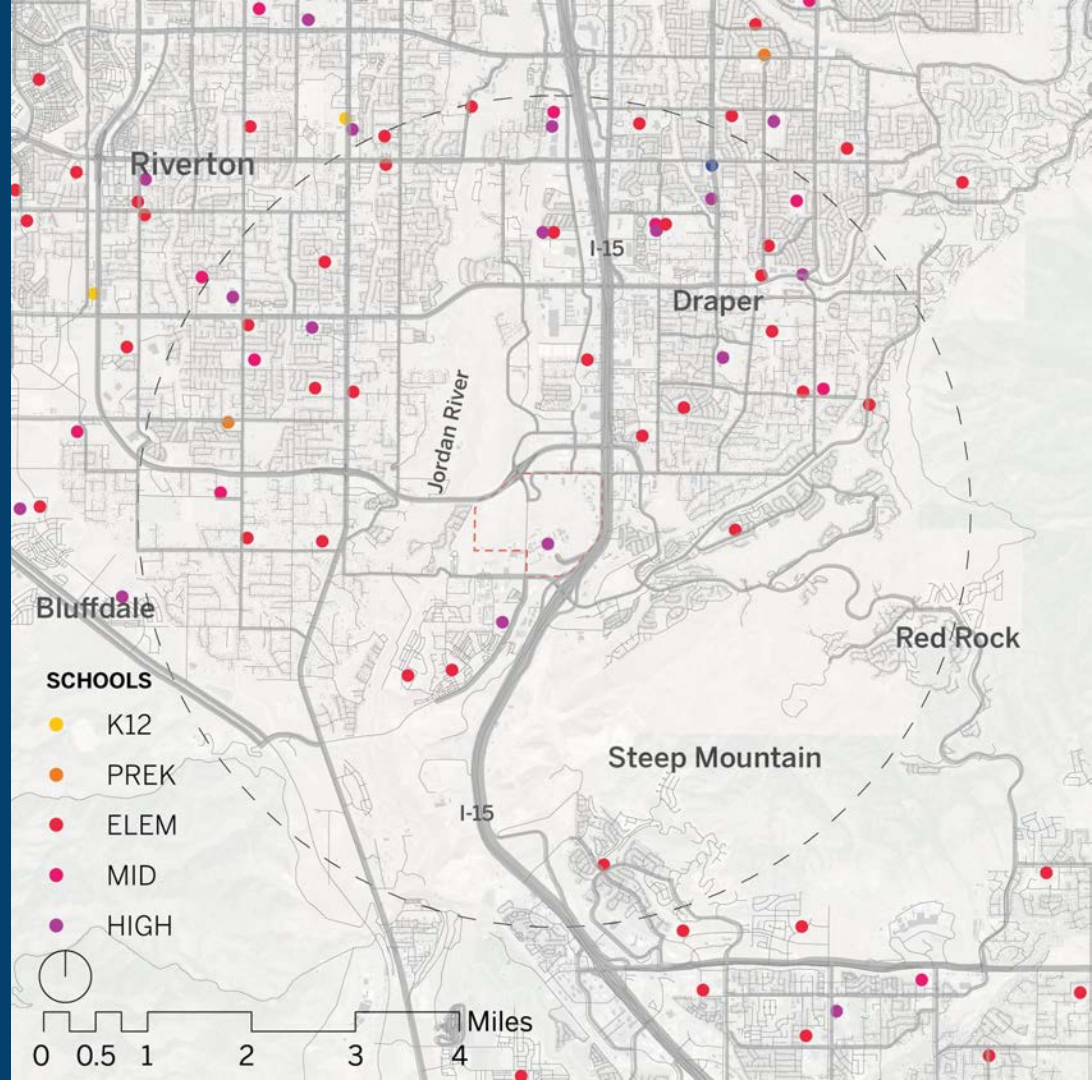 Riverton
I-15
Draper
Jordan River
Bluffdale
Red Rock
SCHOOLS
K12
PREK
ELEM
MID
HIGH
Steep Mountain
I-15
Miles
0 0.5 1 2 3 4